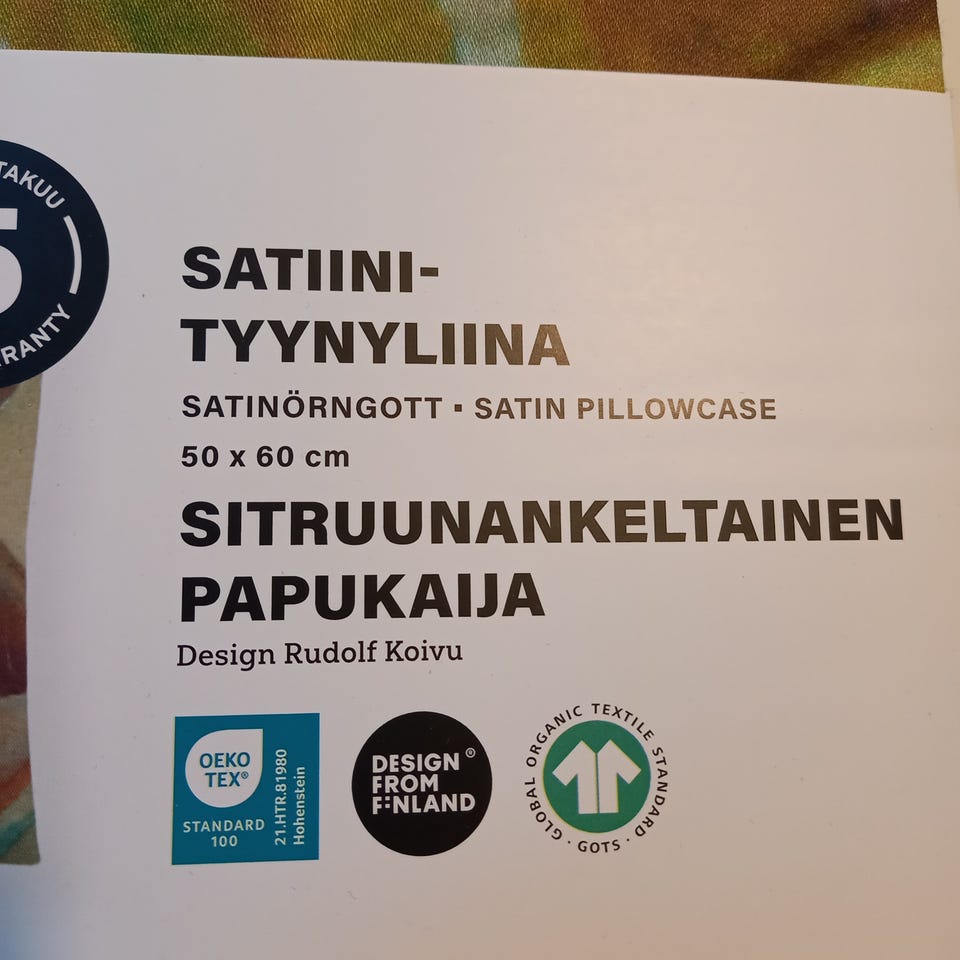 5
SATIINI-
TYYNYLIINA
SATINÖRNGOTT · SATIN PILLOWCASE
50 x 60 cm
SITRUUNANKELTAINEN
PAPUKAIJA
Design Rudolf Koivu
OEKO
TEX®
STANDARD
100
21.HTR.81980
Hohenstein
DESIGN®
FROM
FINLAND
GLOBAL ORGANIC TEXTILE STANDARD · GOTS ·